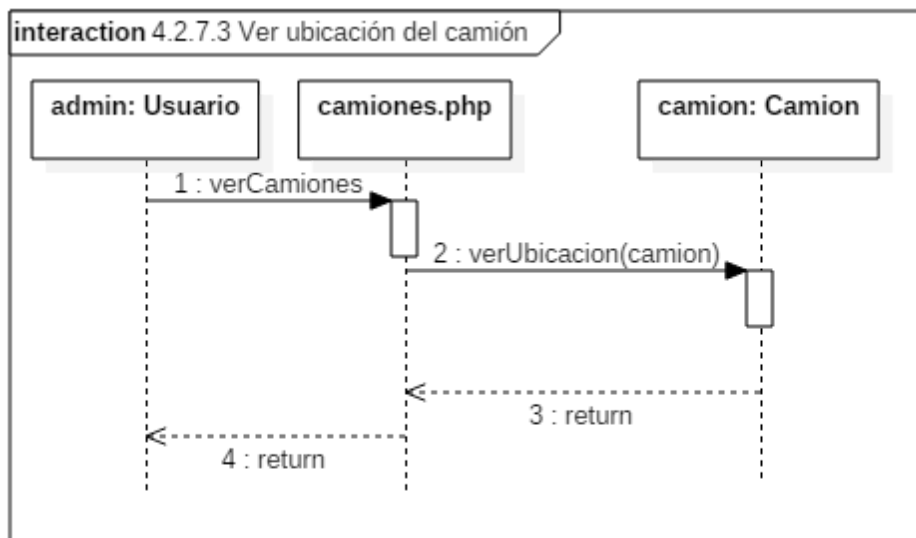 interaction 4.2.7.3 Ver ubicación del camión
admin: Usuario
camiones.php
camion: Camion
1 : verCamiones
2 : verUbicacion(camion)
3 : return
4 : return